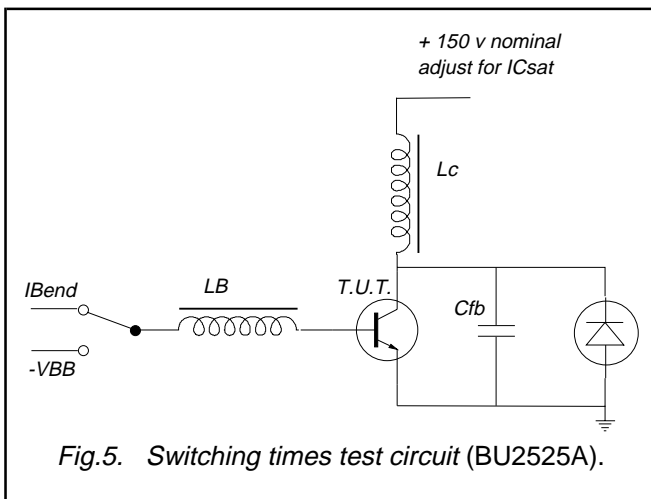 + 150 v nominal
adjust for ICsat
Lc
IBend
LB
T.U.T.
Cfb
-VBB
Fig.5. Switching times test circuit (BU2525A).